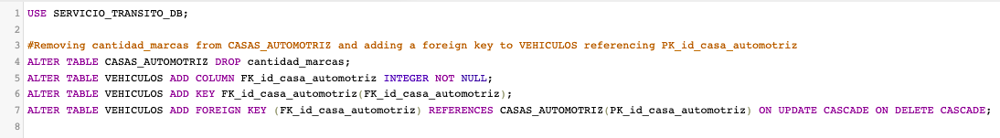 1 USE SERVICIO_TRANSITO_DB;
2
3 #Removing cantidad_marcas from CASAS_AUTOMOTRIZ and adding a foreign key to VEHICULOS referencing PK_id_casa_automotriz
4 ALTER TABLE CASAS_AUTOMOTRIZ DROP cantidad_marcas;
5 ALTER TABLE VEHICULOS ADD COLUMN FK_id_casa_automotriz INTEGER NOT NULL;
6 ALTER TABLE VEHICULOS ADD KEY FK_id_casa_automotriz(FK_id_casa_automotriz);
7 ALTER TABLE VEHICULOS ADD FOREIGN KEY (FK_id_casa_automotriz) REFERENCES CASAS_AUTOMOTRIZ(PK_id_casa_automotriz) ON UPDATE CASCADE ON DELETE CASCADE;
8